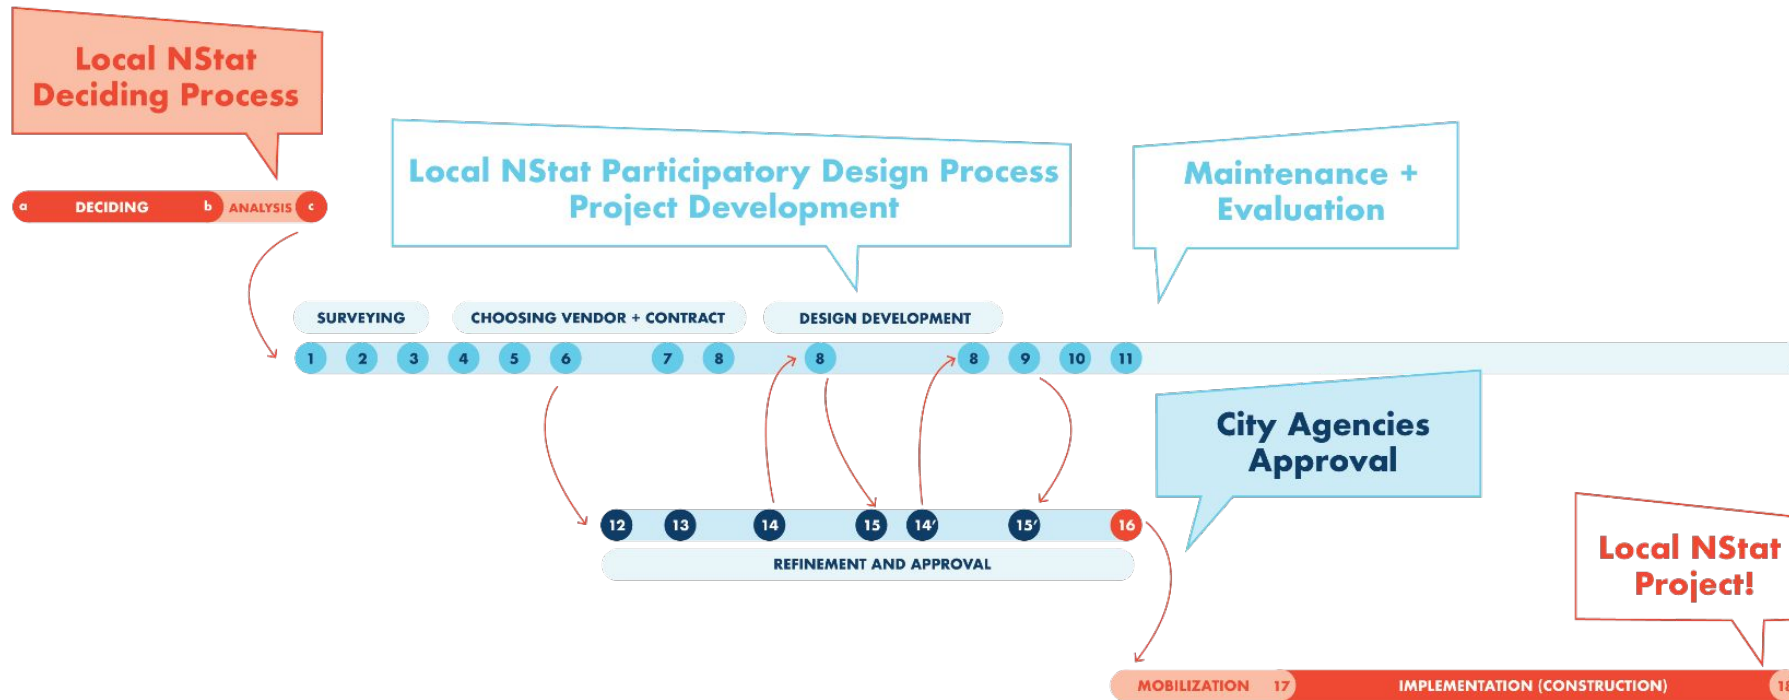 Local NStat
Deciding Process
a DECIDING b ANALYSIS c
Local NStat Participatory Design Process
Project Development
Maintenance +
Evaluation
SURVEYING CHOOSING VENDOR + CONTRACT DESIGN DEVELOPMENT
1 2 3 4 5 6 7 8 8 8 9 10 11
City Agencies
Approval
12 13 14 15 14′ 15′ 16
REFINEMENT AND APPROVAL
Local NStat
Project!
MOBILIZATION 17 IMPLEMENTATION (CONSTRUCTION)